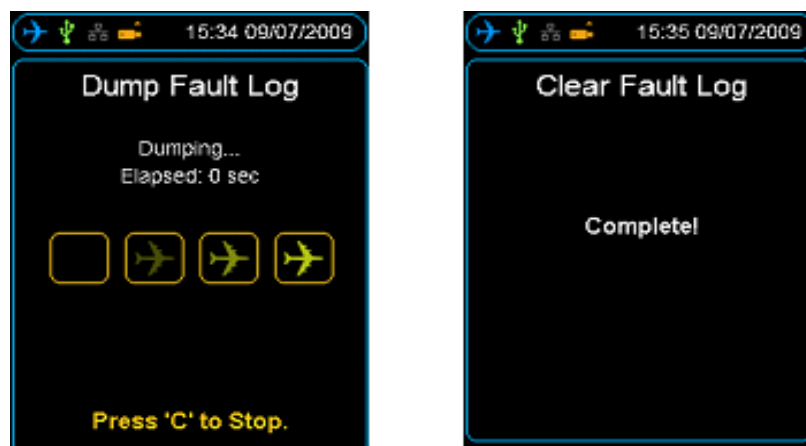 15:34 09/07/2009
Dump Fault Log
Dumping...
Elapsed: 0 sec
Press 'C' to Stop.
15:35 09/07/2009
Clear Fault Log
Complete!